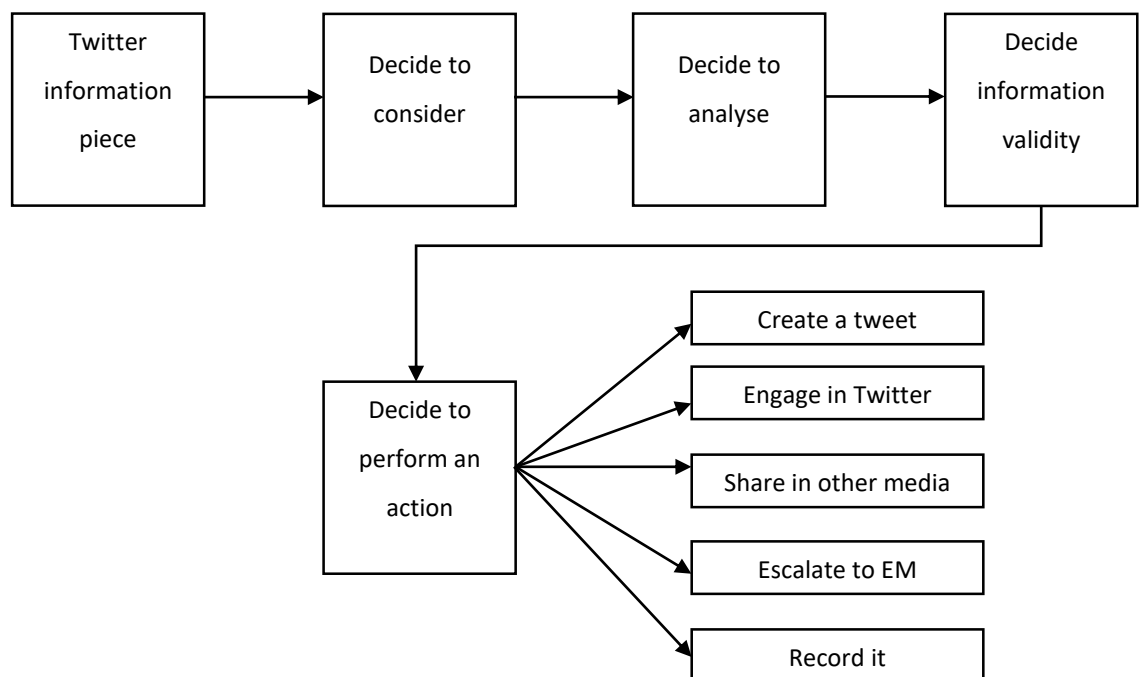 Twitter
information
piece
Decide to
consider
Decide to
analyse
Decide
information
validity
Decide to
perform an
action
Create a tweet
Engage in Twitter
Share in other media
Escalate to EM
Record it